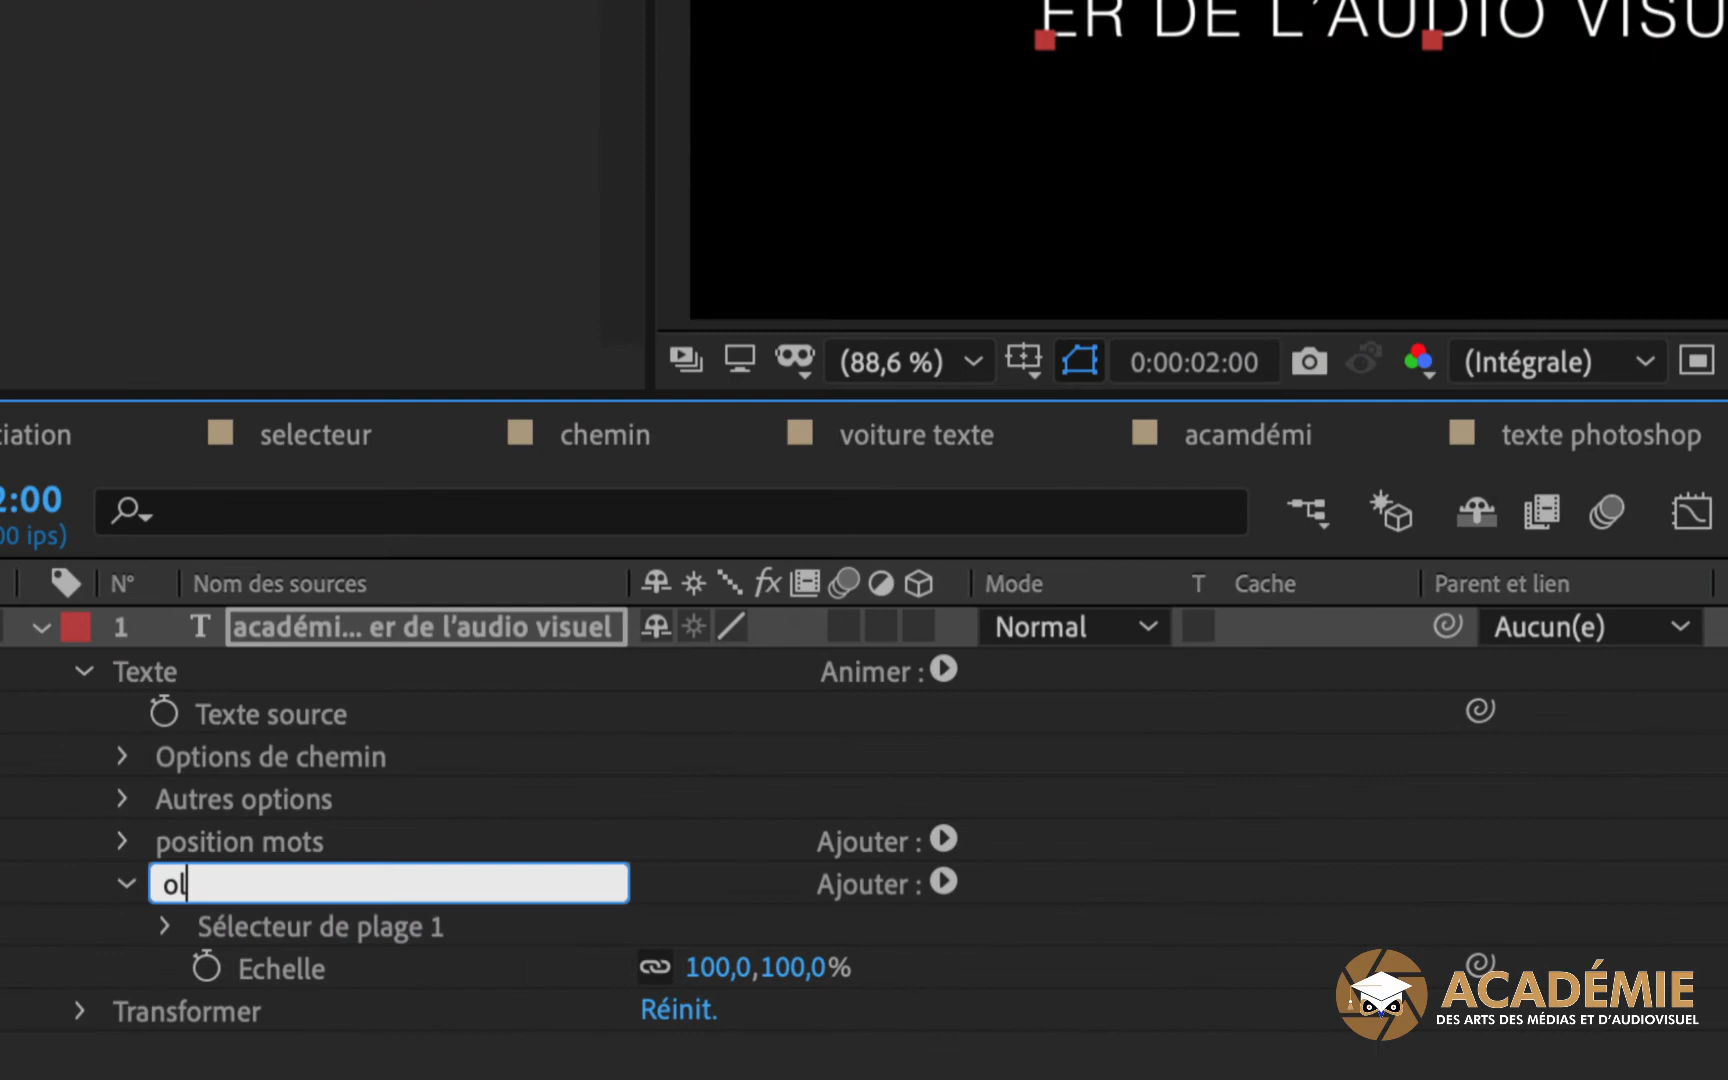 ER DE L'AUDIO VISU
(88,6 %)
0:00:02:00
(Intégrale)
tiation
selecteur
chemin
voiture texte
acamdémi
texte photoshop
2:00
00 ips)
N°
Nom des sources
fx
Mode
T
Cache
Parent et lien
1
T
académi... er de l'audio visuel
Normal
Aucun(e)
Texte
Animer :
Texte source
Options de chemin
Autres options
position mots
Ajouter :
ol
Ajouter :
Sélecteur de plage 1
Echelle
100,0,100,0%
Transformer
Réinit.
ACADÉMIE
DES ARTS DES MÉDIAS ET D'AUDIOVISUEL